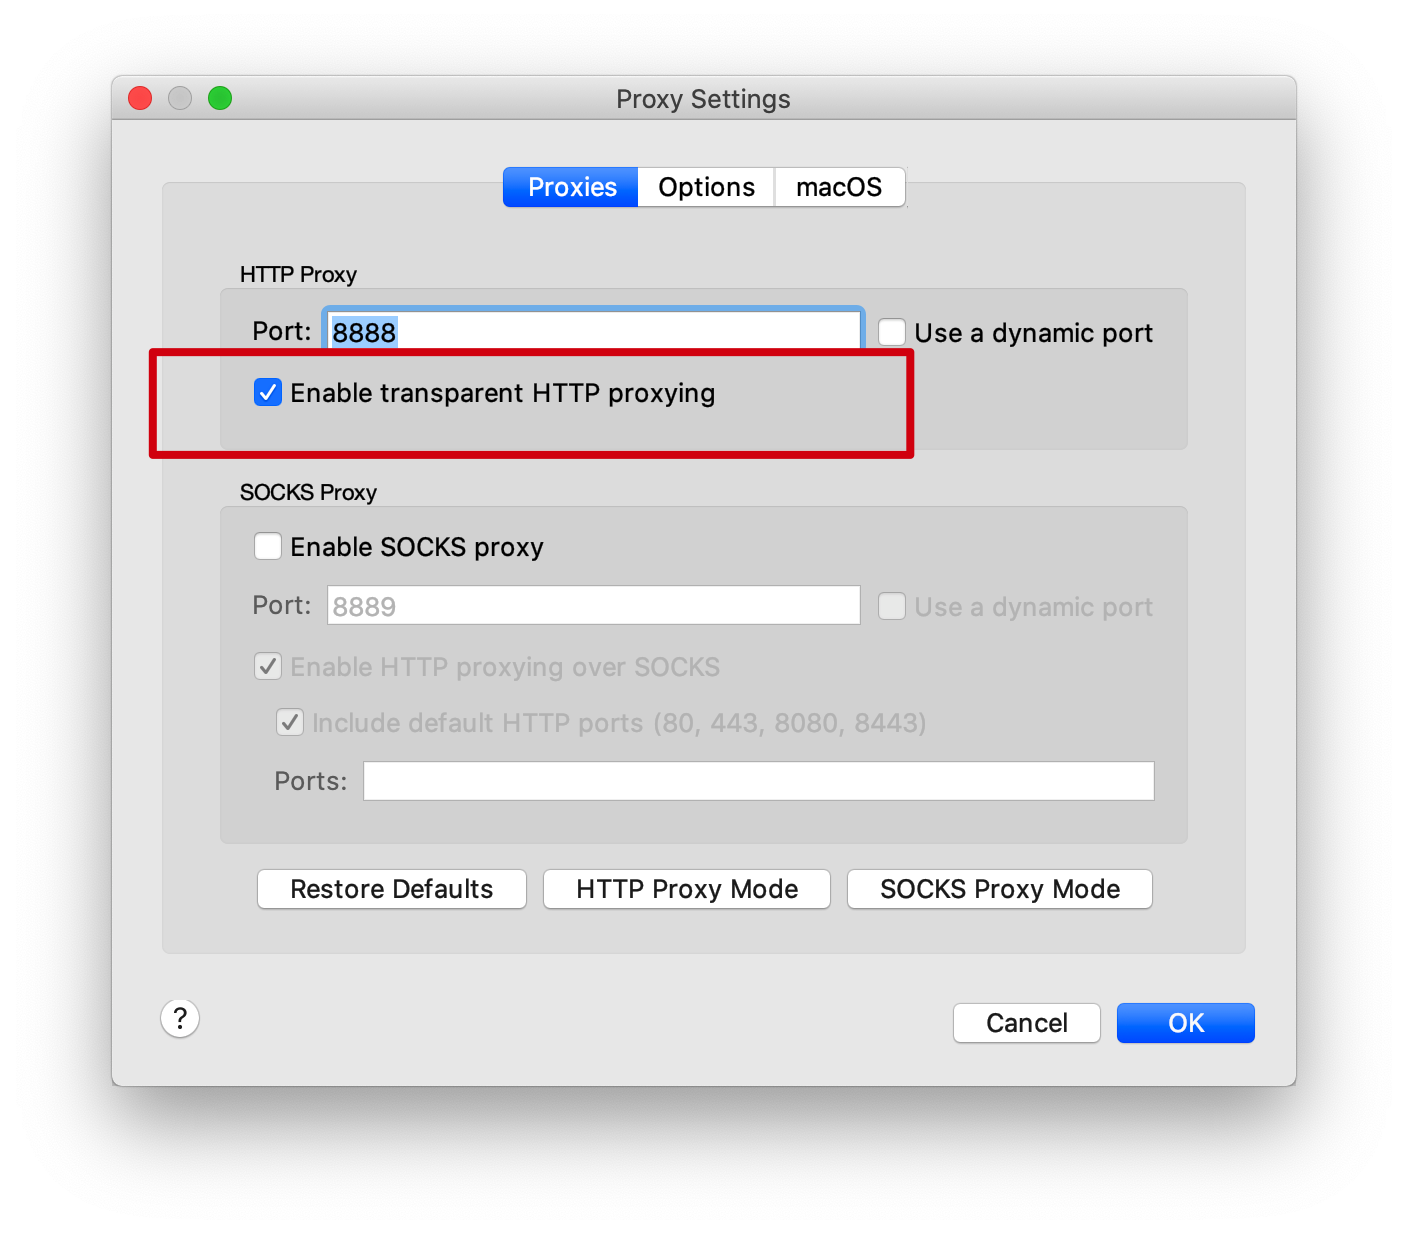 Proxy Settings
Proxies Options macOS
HTTP Proxy
Port: 8888 Use a dynamic port
Enable transparent HTTP proxying
SOCKS Proxy
Enable SOCKS proxy
Port: 8889 Use a dynamic port
Enable HTTP proxying over SOCKS
Include default HTTP ports (80, 443, 8080, 8443)
Ports:
Restore Defaults HTTP Proxy Mode SOCKS Proxy Mode
? Cancel OK